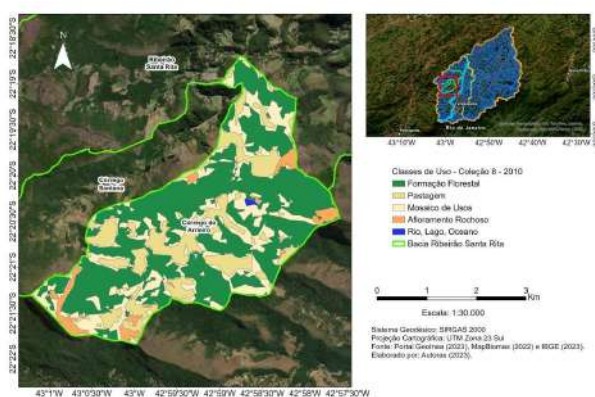 N
Ribeirão
Santa Rita
Córrego
Santana
Córrego do
22°18'30"S
22°19'S
22°19'30"S
22°20'S
22°20'30"S
22°21'S
22°21'30"S
22°22'S
43°1'W 43°0'30"W 43°W 42°59'30"W 42°59'W 42°58'30"W 42°58'W 42°57'30"W
Rio de Janeiro
43°10'W 43°0'W 42°50'W 42°40'W 42°30'W
Classes de Uso - Coleção 8 - 2010
Formação Florestal
Pastagem
Mosaico de Usos
Afloramento Rochoso
Rio, Lago, Oceano
Bacia Ribeirão Santa Rita
0 1 2 3
Km
Escala: 1:30.000
Sistema Geodésico: SIRGAS 2000
Projeção Cartográfica: UTM Zona 23 Sul
Fonte: Portal Geoinea (2023), MapBiomas (2022) e IBGE (2023).
Elaborado por: Autoras (2023).